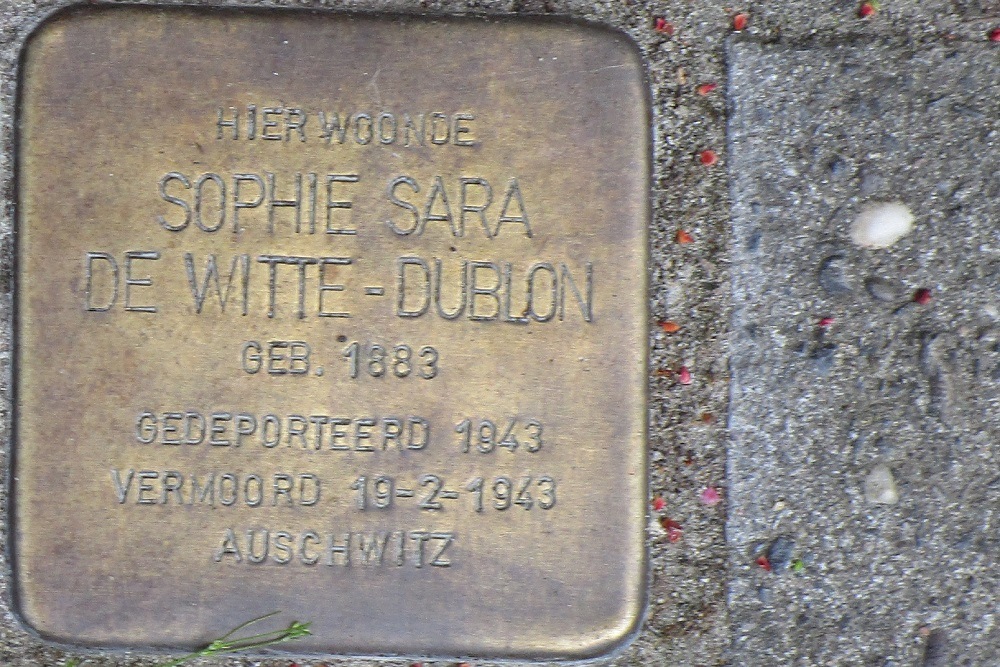 HIER WOONDE
SOPHIE SARA
DE WITTE - DUBLON
GEB. 1883
GEDEPORTEERD 1943
VERMOORD 19-2-1943
AUSCHWITZ